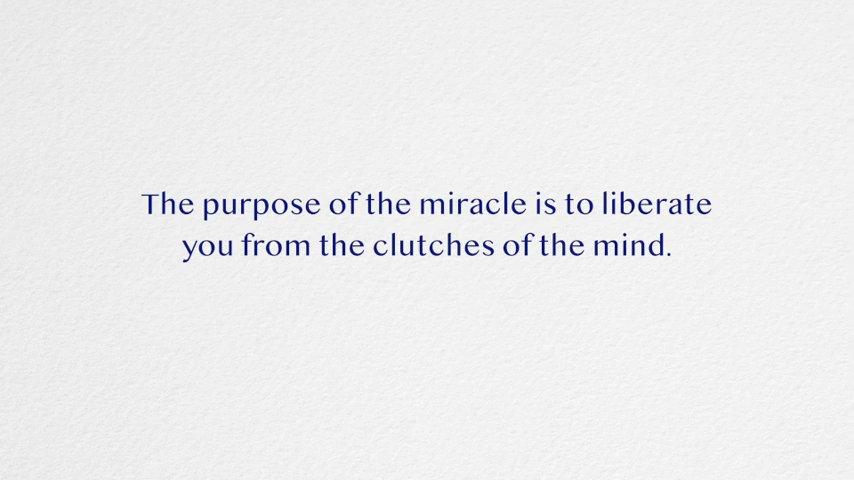 The purpose of the miracle is to liberate
you from the clutches of the mind.